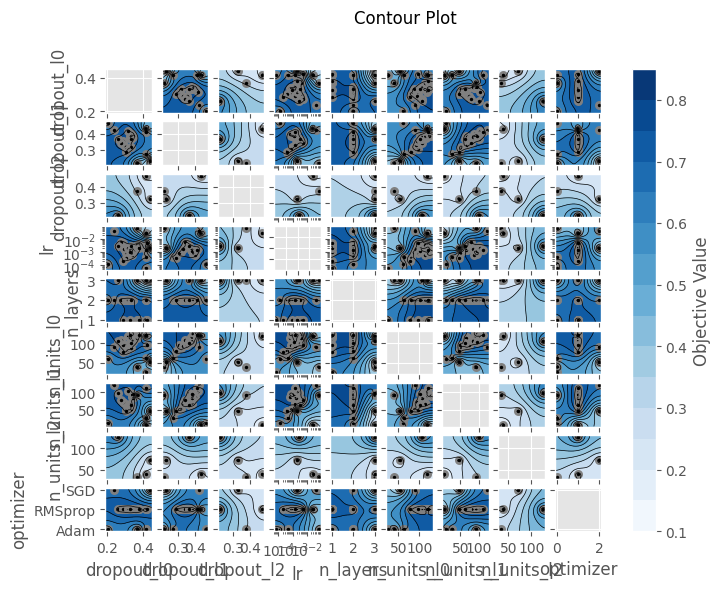 Contour Plot
dropout_l0
0.4
0.2
dropout_l1
0.4
0.3
dropout_l2
0.4
0.3
lr
10⁻²
10⁻³
10⁻⁴
n_layers
3
2
1
n_units_l0
100
50
n_units_l1
100
50
n_units_l2
100
50
optimizer
SGD
RMSprop
Adam
0.2 0.4 0.3 0.4 0.3 0.4 1 2 3 50 100 50 100 50 100 0 2
dropout_l0 dropout_l1 dropout_l2 lr n_layers n_units_l0 n_units_l1 n_units_l2 optimizer
0.8
0.7
0.6
0.5
0.4
0.3
0.2
0.1
Objective Value